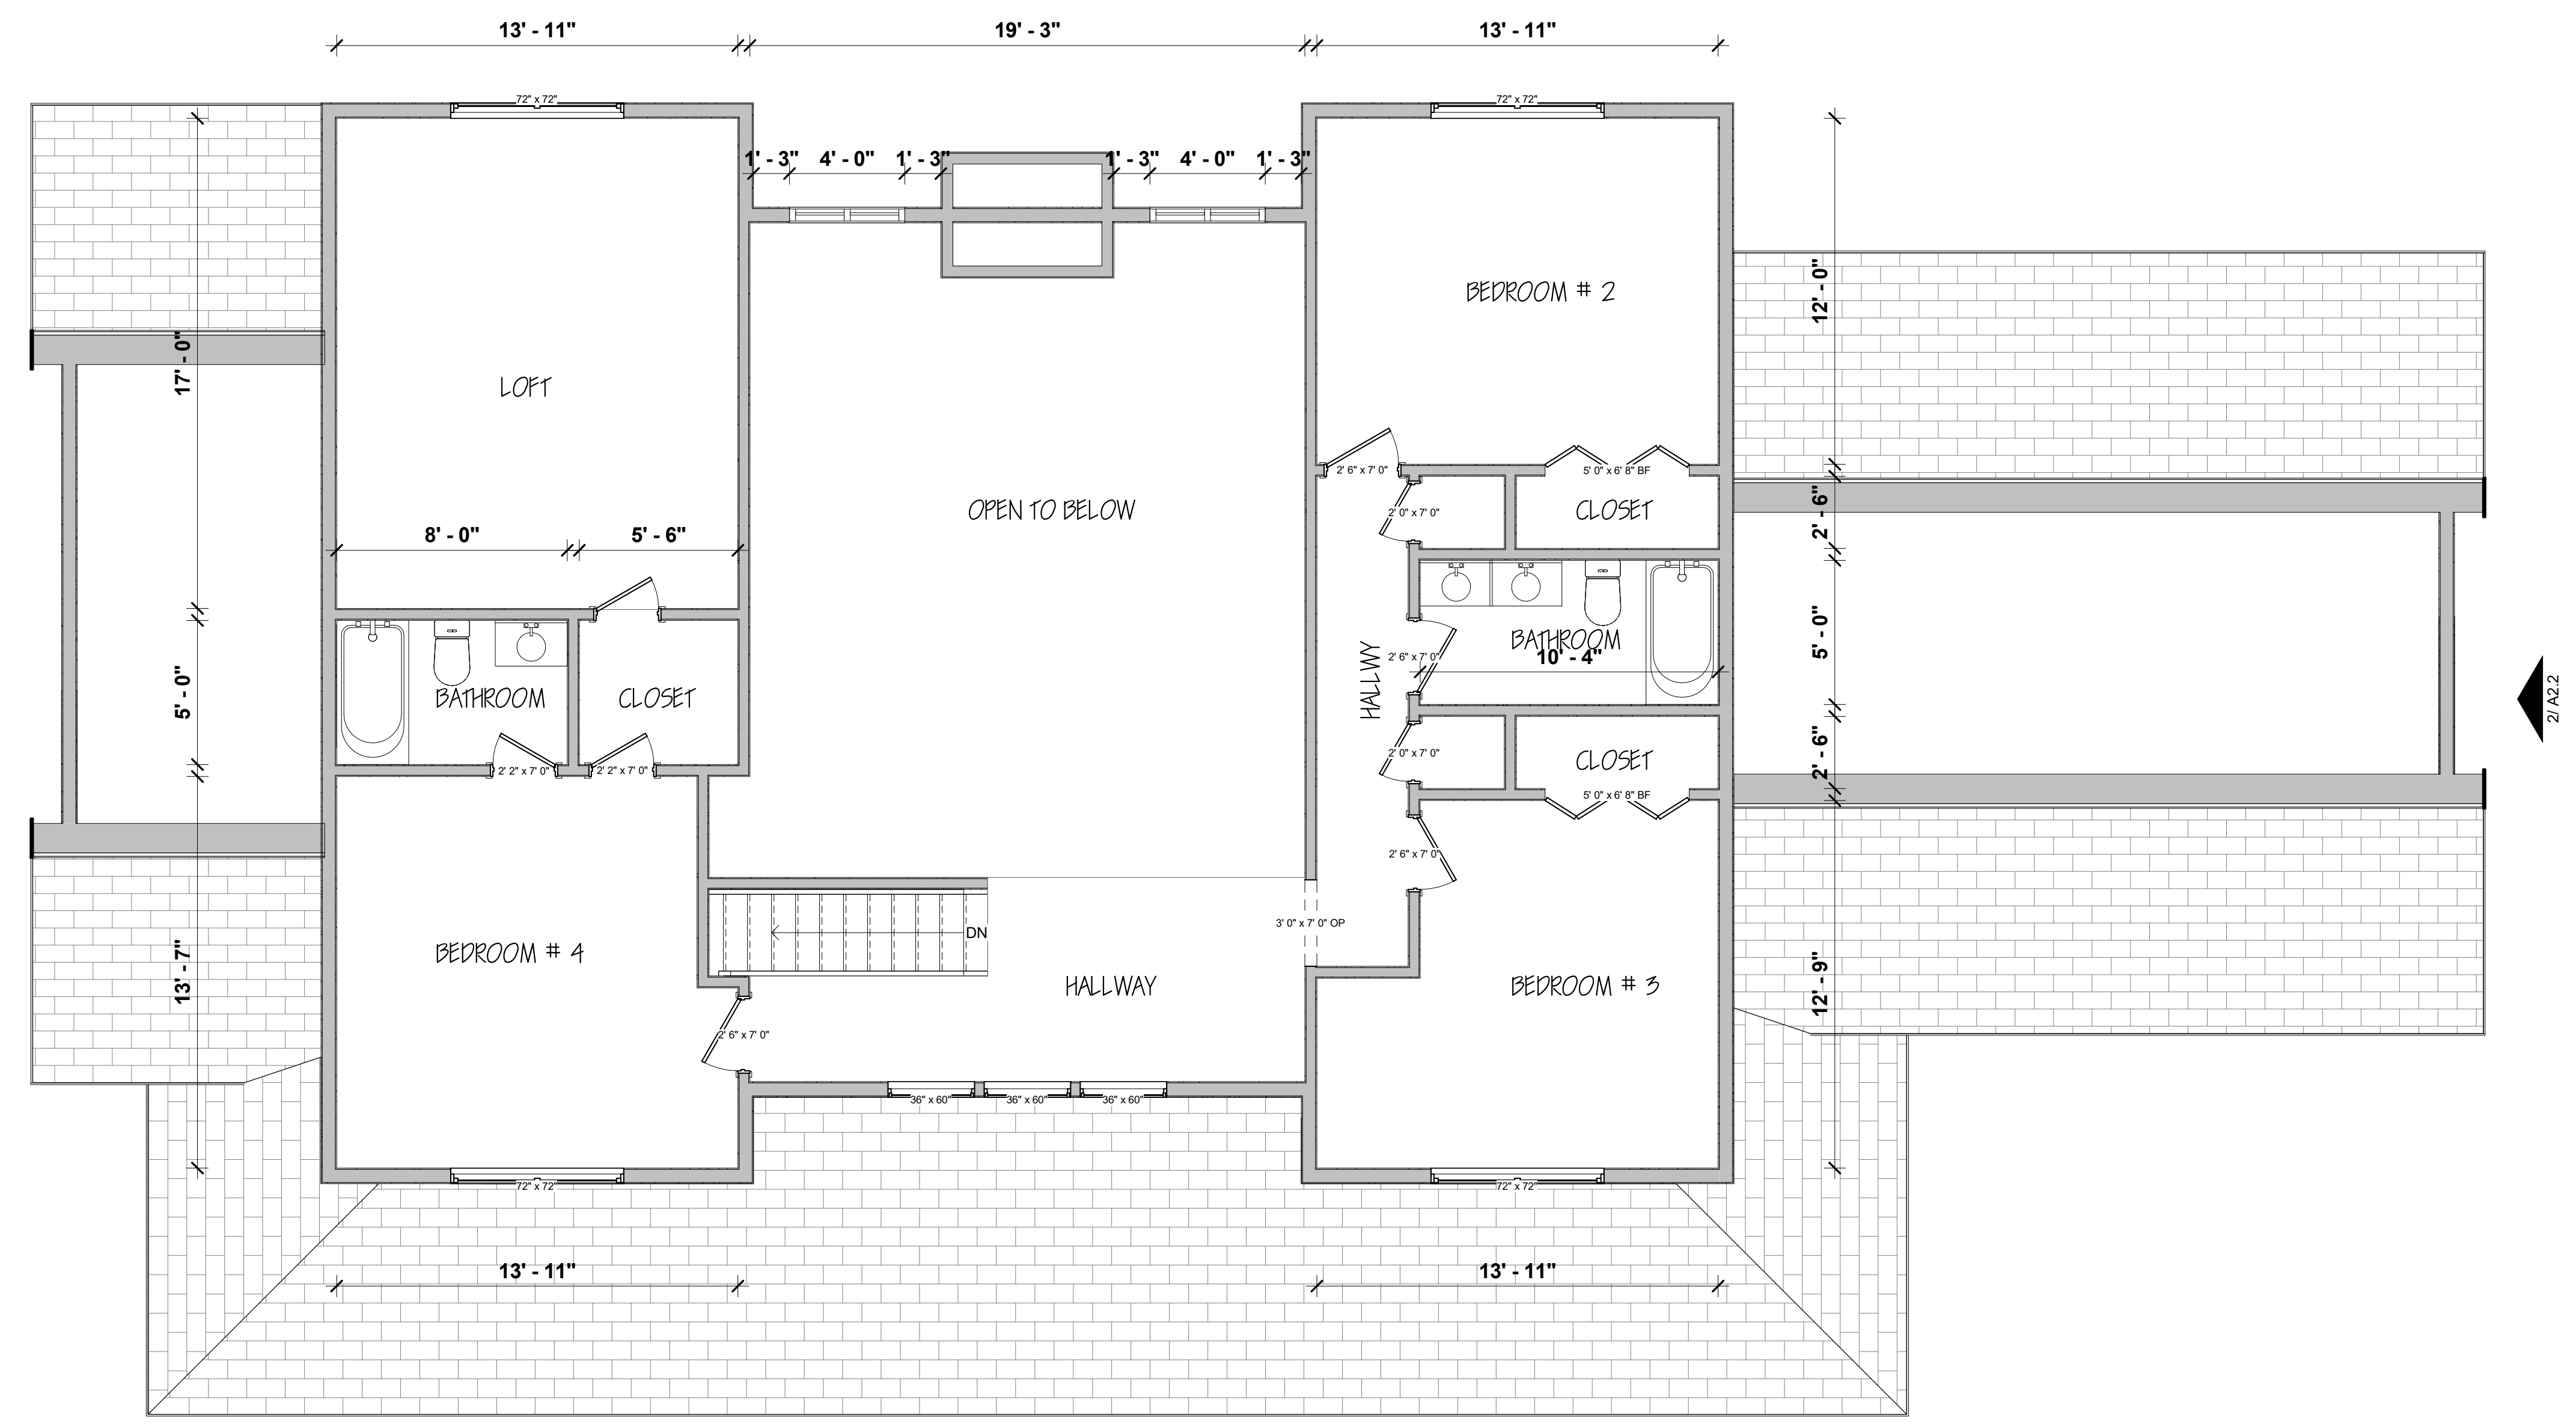 13' - 11"
19' - 3"
13' - 11"
72" x 72"
72" x 72"
1' - 3"
4' - 0"
1' - 3"
1' - 3"
4' - 0"
1' - 3"
BEDROOM # 2
12' - 0"
17' - 0"
LOFT
2' 6" x 7' 0"
5' 0" x 6' 8" BF
OPEN TO BELOW
2' 0" x 7' 0"
CLOSET
2' - 6"
8' - 0"
5' - 6"
BATHROOM
5' - 0"
2' 6" x 7' 0"
10' - 4"
HALLWY
5' - 0"
BATHROOM
CLOSET
2/ A2.2
2' 0" x 7' 0"
CLOSET
2' - 6"
2' 2" x 7' 0"
2' 2" x 7' 0"
5' 0" x 6' 8" BF
2' 6" x 7' 0"
3' 0" x 7' 0" OP
DN
BEDROOM # 4
13' - 7"
HALLWAY
BEDROOM # 3
12' - 9"
2' 6" x 7' 0"
36" x 60"
36" x 60"
36" x 60"
72" x 72"
72" x 72"
13' - 11"
13' - 11"